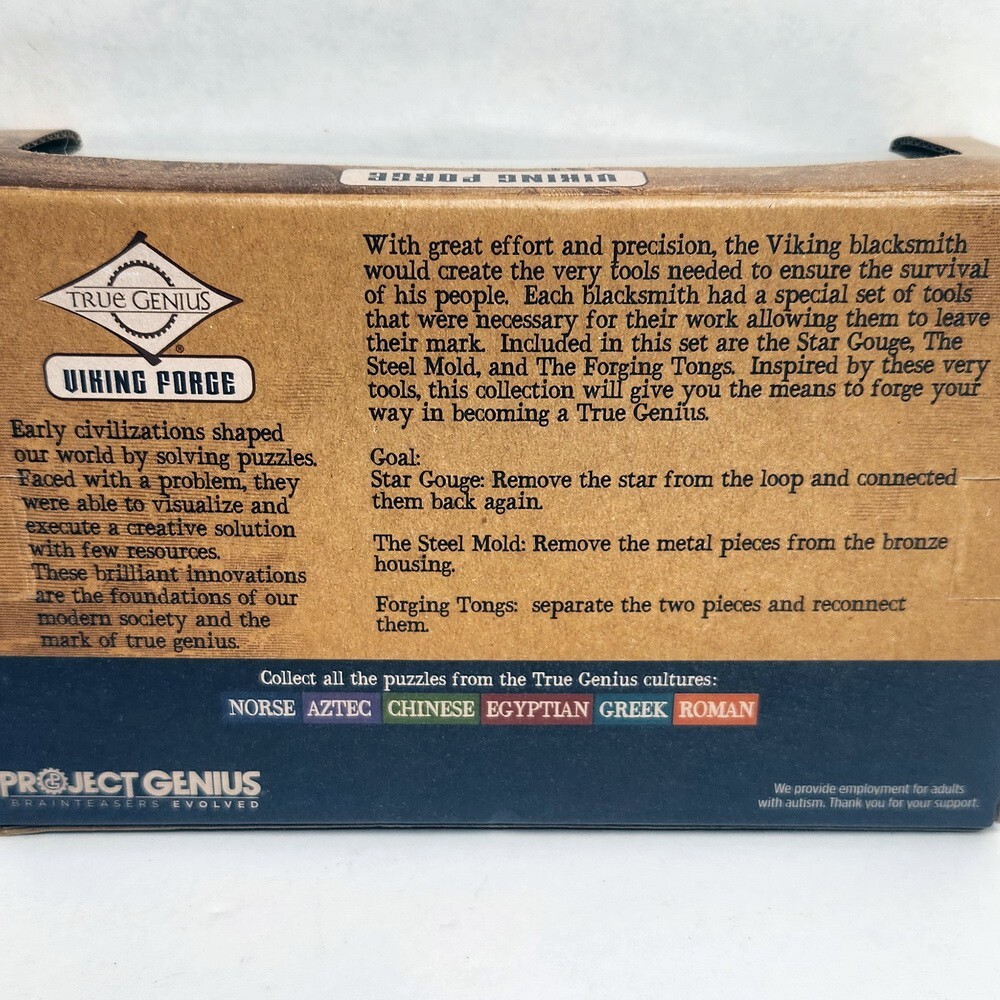 VIKING FORGE
TRUE GENIUS
®
VIKING FORGE
Early civilizations shaped
our world by solving puzzles.
Faced with a problem, they
were able to visualize and
execute a creative solution
with few resources.
These brilliant innovations
are the foundations of our
modern society and the
mark of true genius.
With great effort and precision, the Viking blacksmith
would create the very tools needed to ensure the survival
of his people. Each blacksmith had a special set of tools
that were necessary for their work allowing them to leave
their mark. Included in this set are the Star Gouge, The
Steel Mold, and The Forging Tongs. Inspired by these very
tools, this collection will give you the means to forge your
way in becoming a True Genius.
Goal:
Star Gouge: Remove the star from the loop and connected
them back again.
The Steel Mold: Remove the metal pieces from the bronze
housing.
Forging Tongs: separate the two pieces and reconnect
them.
Collect all the puzzles from the True Genius cultures:
NORSE AZTEC CHINESE EGYPTIAN GREEK ROMAN
PROJECT GENIUS
BRAINTEASERS EVOLVED
We provide employment for adults
with autism. Thank you for your support.